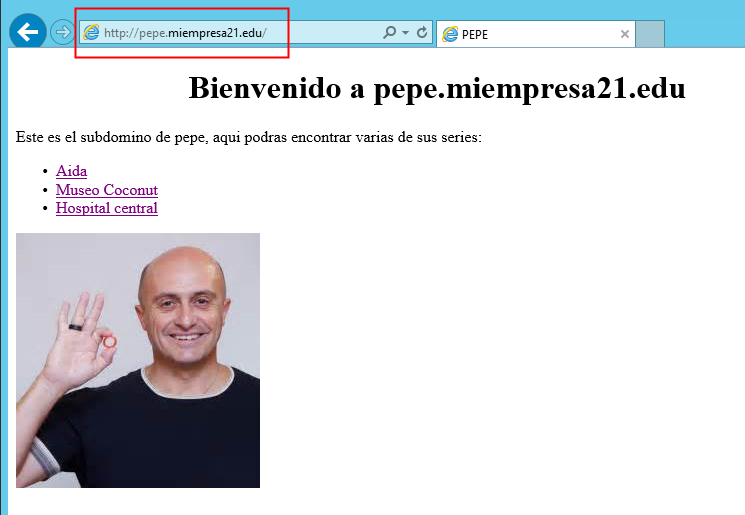 http://pepe.miempresa21.edu/
PEPE
Bienvenido a pepe.miempresa21.edu
Este es el subdomino de pepe, aqui podras encontrar varias de sus series:
Aida
Museo Coconut
Hospital central